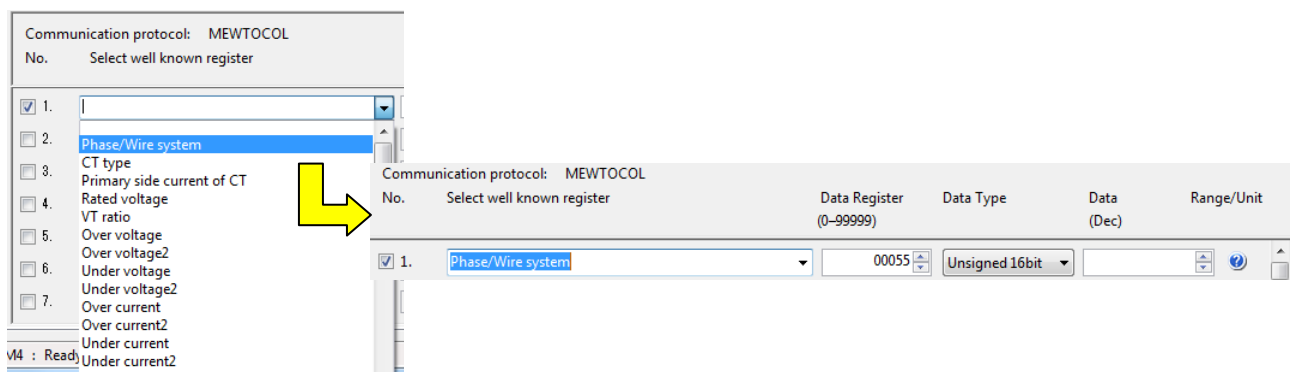 Communication protocol: MEWTOCOL
No. Select well known register
1.
2.
Phase/Wire system
CT type
3.
Primary side current of CT
4.
Rated voltage
VT ratio
5.
Over voltage
Over voltage2
6.
Under voltage
Under voltage2
7.
Over current
Over current2
Under current
M4 : Ready
Under current2
Communication protocol: MEWTOCOL
No. Select well known register Data Register Data Type Data Range/Unit
(0–99999) (Dec)
1. Phase/Wire system 00055 Unsigned 16bit ?